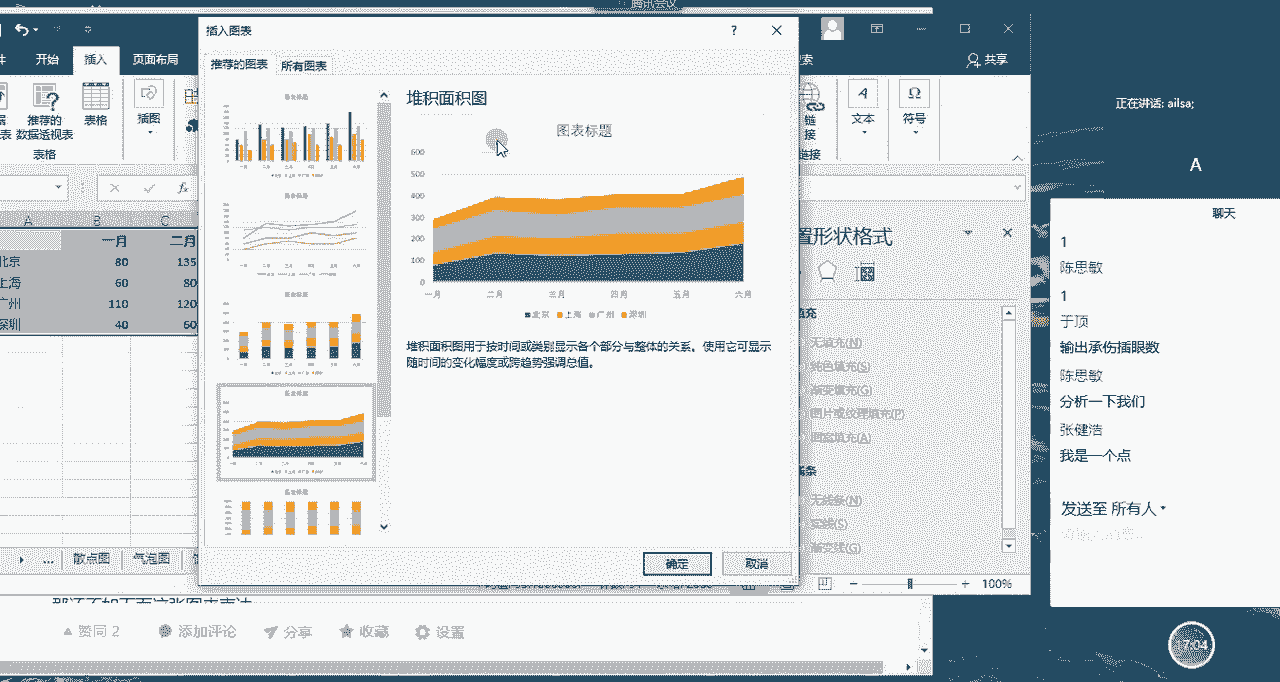 腾讯会议
开始
插入
页面布局
共享
推荐的
数据透视表
表格
插图
链
接
文本
符号
表格
链接
fx
A
B
C
一月
二月
北京
80
135
上海
60
80
广州
110
120
深圳
40
60
...
散点图
气泡图
插入图表
?
推荐的图表
所有图表
堆积面积图
图表标题
600
500
400
300
200
100
0
一月
二月
三月
四月
五月
六月
北京
上海
广州
深圳
堆积面积图用于按时间或类别显示各个部分与整体的关系。使用它可显示
随时间的变化幅度或跨趋势强调总值。
确定
取消
置形状格式
填充
无填充(N)
纯色填充(S)
渐变填充(G)
图片或纹理填充(P)
图案填充(A)
线条
无线条(N)
实线(S)
渐变线(G)
100%
赞同 2
添加评论
分享
收藏
设置
正在讲话: ailsa;
A
聊天
1
陈思敏
1
于顶
输出承伤插眼数
陈思敏
分析一下我们
张健浩
我是一个点
发送至 所有人
17:04